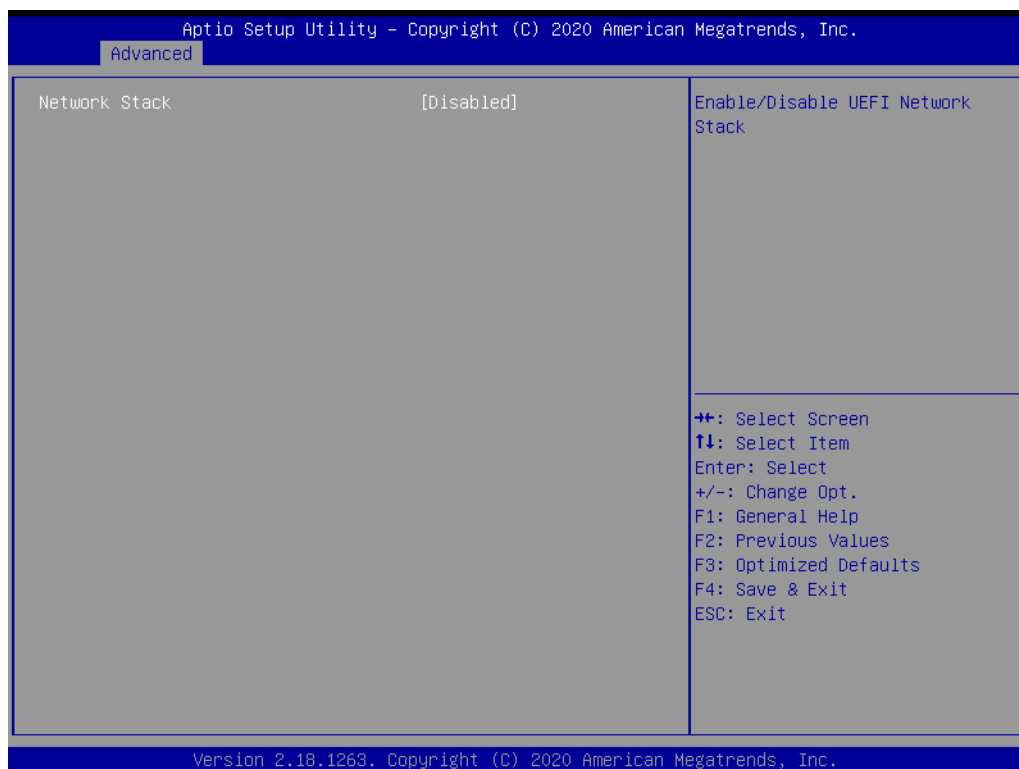 Aptio Setup Utility – Copyright (C) 2020 American Megatrends, Inc.
Advanced
Network Stack [Disabled]
Enable/Disable UEFI Network
Stack
→←: Select Screen
↑↓: Select Item
Enter: Select
+/-: Change Opt.
F1: General Help
F2: Previous Values
F3: Optimized Defaults
F4: Save & Exit
ESC: Exit
Version 2.18.1263. Copyright (C) 2020 American Megatrends, Inc.